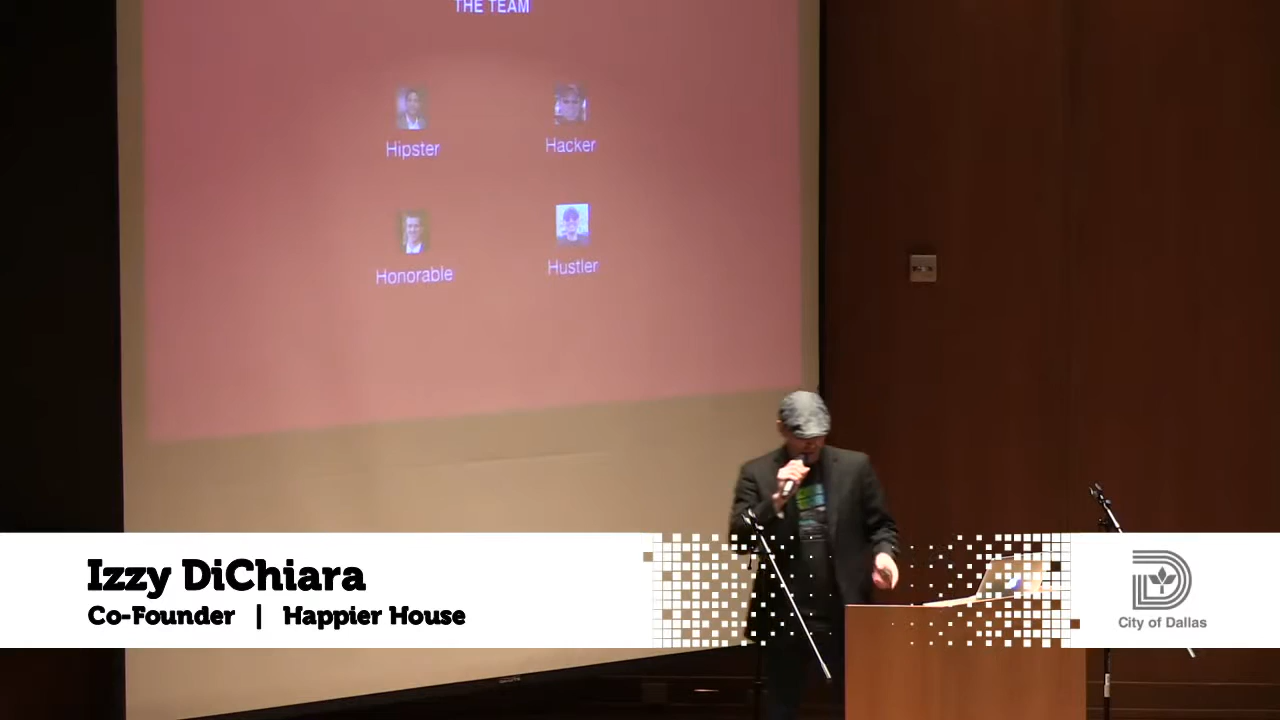 THE TEAM
Hipster
Hacker
Honorable
Hustler
Izzy DiChiara
Co-Founder | Happier House
City of Dallas